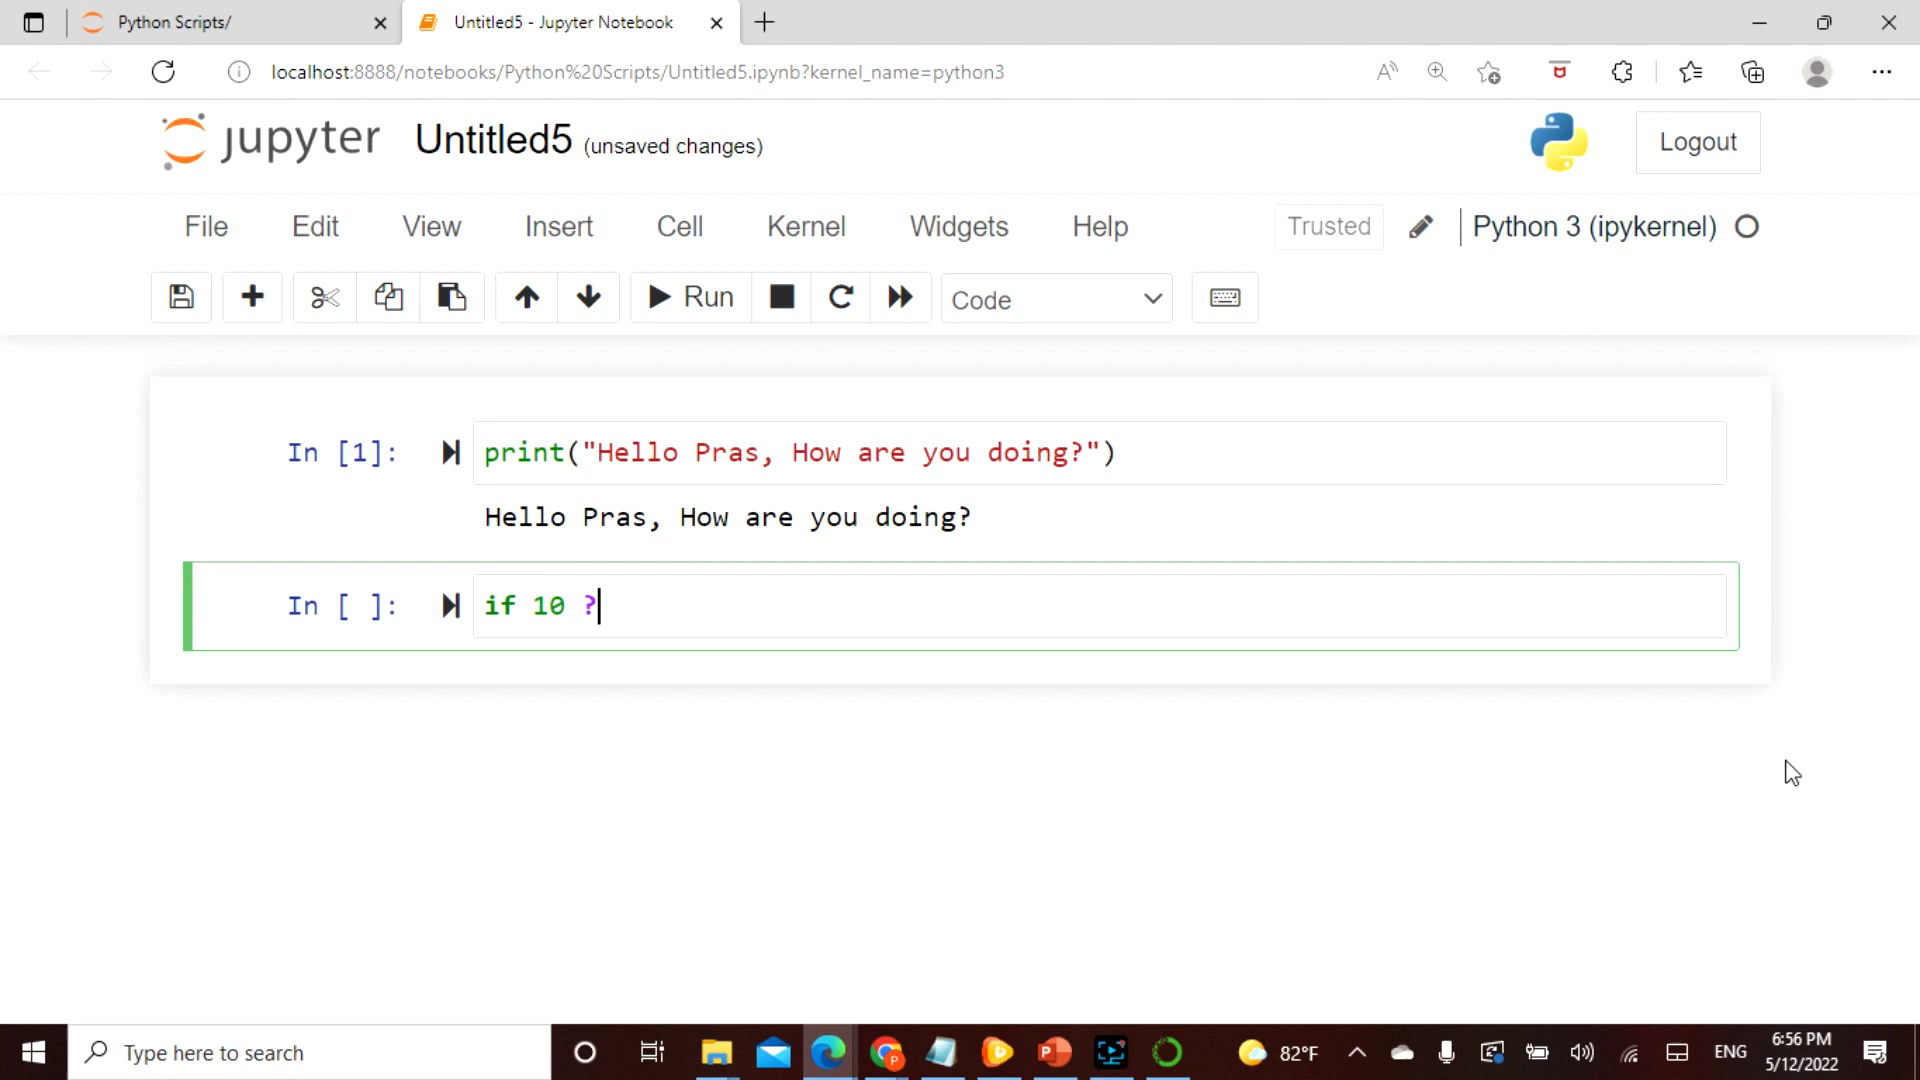 Python Scripts/
Untitled5 - Jupyter Notebook
localhost:8888/notebooks/Python%20Scripts/Untitled5.ipynb?kernel_name=python3
jupyter Untitled5 (unsaved changes)
Logout
File Edit View Insert Cell Kernel Widgets Help
Trusted
Python 3 (ipykernel)
Run
Code
In [1]: print("Hello Pras, How are you doing?")
Hello Pras, How are you doing?
In [ ]: if 10 ?
Type here to search
82°F
ENG
6:56 PM
5/12/2022